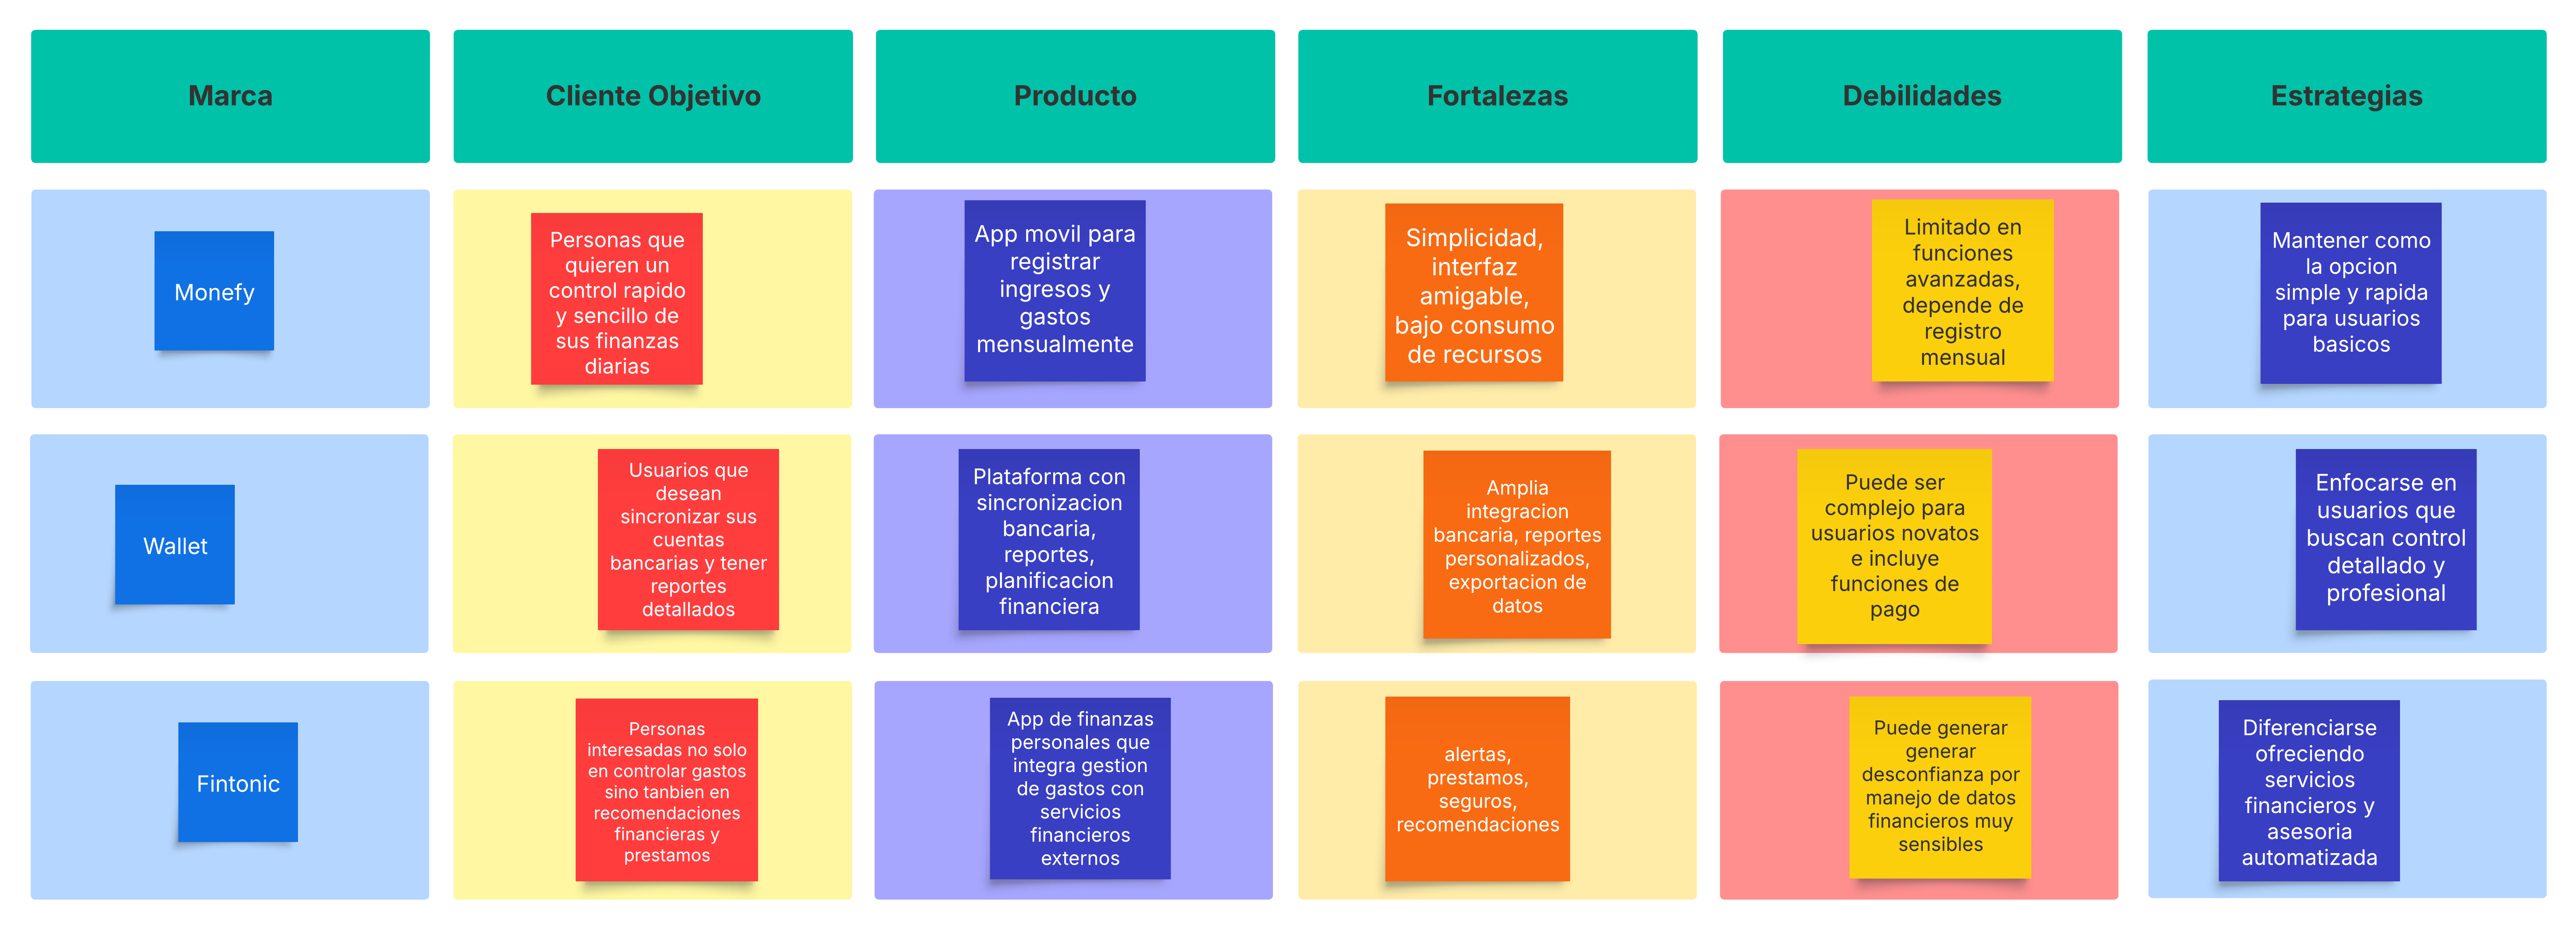 Marca
Cliente Objetivo
Producto
Fortalezas
Debilidades
Estrategias
Monefy
Personas que
quieren un
control rapido
y sencillo de
sus finanzas
diarias
App movil para
registrar
ingresos y
gastos
mensualmente
Simplicidad,
interfaz
amigable,
bajo consumo
de recursos
Limitado en
funciones
avanzadas,
depende de
registro
mensual
Mantener como
la opcion
simple y rapida
para usuarios
basicos
Wallet
Usuarios que
desean
sincronizar sus
cuentas
bancarias y tener
reportes
detallados
Plataforma con
sincronizacion
bancaria,
reportes,
planificacion
financiera
Amplia
integracion
bancaria, reportes
personalizados,
exportacion de
datos
Puede ser
complejo para
usuarios novatos
e incluye
funciones de
pago
Enfocarse en
usuarios que
buscan control
detallado y
profesional
Fintonic
Personas
interesadas no solo
en controlar gastos
sino tanbien en
recomendaciones
financieras y
prestamos
App de finanzas
personales que
integra gestion
de gastos con
servicios
financieros
externos
alertas,
prestamos,
seguros,
recomendaciones
Puede generar
generar
desconfianza por
manejo de datos
financieros muy
sensibles
Diferenciarse
ofreciendo
servicios
financieros y
asesoria
automatizada